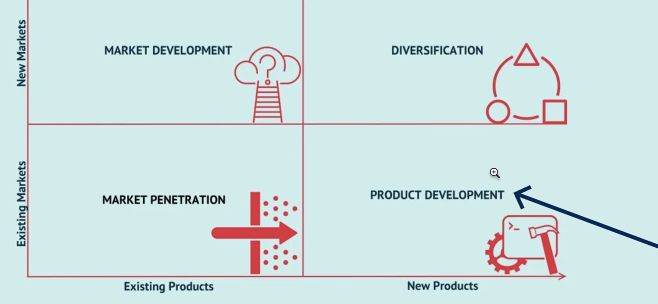 New Markets
MARKET DEVELOPMENT
DIVERSIFICATION
?
Existing Markets
MARKET PENETRATION
PRODUCT DEVELOPMENT
>_
Existing Products
New Products